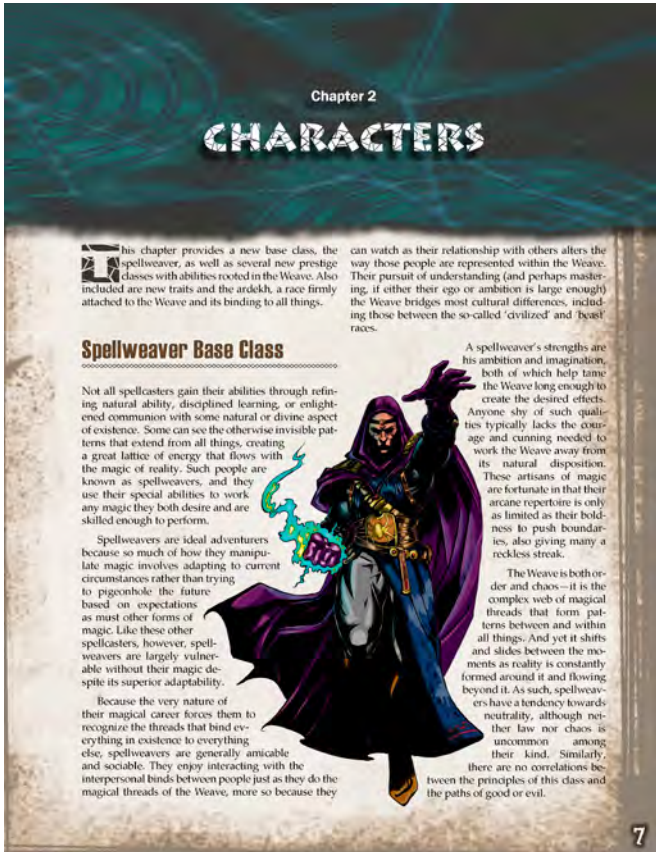 Chapter 2
CHARACTERS
This chapter provides a new base class, the
spellweaver, as well as several new prestige
classes with abilities rooted in the Weave. Also
included are new traits and the ardekh, a race firmly
attached to the Weave and its binding to all things.
Spellweaver Base Class
Not all spellcasters gain their abilities through refin-
ing natural ability, disciplined learning, or enlight-
ened communion with some natural or divine aspect
of existence. Some can see the otherwise invisible pat-
terns that extend from all things, creating
a great lattice of energy that flows with
the magic of reality. Such people are
known as spellweavers, and they
use their special abilities to work
any magic they both desire and are
skilled enough to perform.
Spellweavers are ideal adventurers
because so much of how they manipu-
late magic involves adapting to current
circumstances rather than trying
to pigeonhole the future
based on expectations
as must other forms of
magic. Like these other
spellcasters, however, spell-
weavers are largely vulner-
able without their magic de-
spite its superior adaptability.
Because the very nature of
their magical career forces them to
recognize the threads that bind ev-
erything in existence to everything
else, spellweavers are generally amicable
and sociable. They enjoy interacting with the
interpersonal binds between people just as they do the
magical threads of the Weave, more so because they
can watch as their relationship with others alters the
way those people are represented within the Weave.
Their pursuit of understanding (and perhaps master-
ing, if either their ego or ambition is large enough)
the Weave bridges most cultural differences, includ-
ing those between the so-called 'civilized' and 'beast'
races.
A spellweaver's strengths are
his ambition and imagination,
both of which help tame
the Weave long enough to
create the desired effects.
Anyone shy of such quali-
ties typically lacks the cour-
age and cunning needed to
work the Weave away from
its natural disposition.
These artisans of magic
are fortunate in that their
arcane repertoire is only
as limited as their bold-
ness to push boundar-
ies, also giving many a
reckless streak.
The Weave is both or-
der and chaos—it is the
complex web of magical
threads that form pat-
terns between and within
all things. And yet it shifts
and slides between the mo-
ments as reality is constantly
formed around it and flowing
beyond it. As such, spellweav-
ers have a tendency towards
neutrality, although nei-
ther law nor chaos is
uncommon among
their kind. Similarly,
there are no correlations be-
tween the principles of this class and
the paths of good or evil.
7